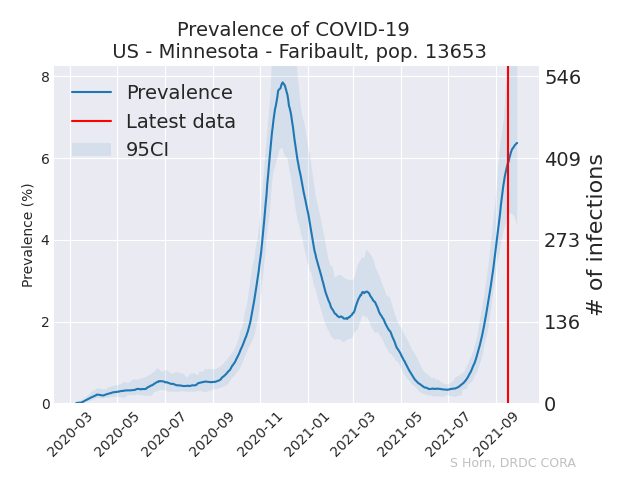 Prevalence of COVID-19
US - Minnesota - Faribault, pop. 13653
Prevalence
Latest data
95CI
Prevalence (%)
8
6
4
2
0
546
409
273
136
0
# of infections
2020-03
2020-05
2020-07
2020-09
2020-11
2021-01
2021-03
2021-05
2021-07
2021-09
S Horn, DRDC CORA